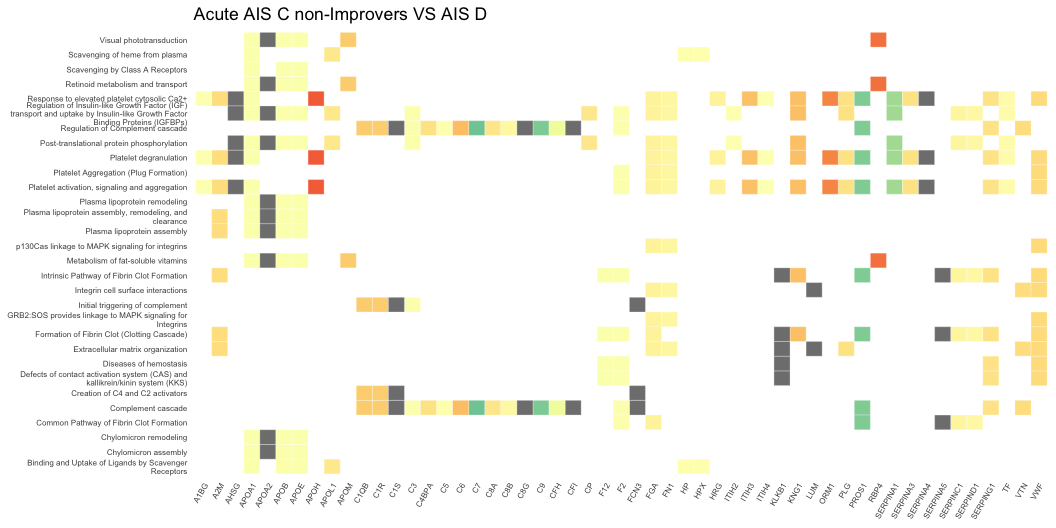 Acute AIS C non-Improvers VS AIS D
Visual phototransduction
Scavenging of heme from plasma
Scavenging by Class A Receptors
Retinoid metabolism and transport
Response to elevated platelet cytosolic Ca2+
Regulation of Insulin-like Growth Factor (IGF)
transport and uptake by Insulin-like Growth Factor
Binding Proteins (IGFBPs)
Regulation of Complement cascade
Post-translational protein phosphorylation
Platelet degranulation
Platelet Aggregation (Plug Formation)
Platelet activation, signaling and aggregation
Plasma lipoprotein remodeling
Plasma lipoprotein assembly, remodeling, and
clearance
Plasma lipoprotein assembly
p130Cas linkage to MAPK signaling for integrins
Metabolism of fat-soluble vitamins
Intrinsic Pathway of Fibrin Clot Formation
Integrin cell surface interactions
Initial triggering of complement
GRB2:SOS provides linkage to MAPK signaling for
Integrins
Formation of Fibrin Clot (Clotting Cascade)
Extracellular matrix organization
Diseases of hemostasis
Defects of contact activation system (CAS) and
kallikrein/kinin system (KKS)
Creation of C4 and C2 activators
Complement cascade
Common Pathway of Fibrin Clot Formation
Chylomicron remodeling
Chylomicron assembly
Binding and Uptake of Ligands by Scavenger
Receptors
A1BG
A2M
AHSG
APOA1
APOA2
APOB
APOE
APOH
APOL1
APOM
C1QB
C1R
C1S
C3
C4BPA
C5
C6
C7
C8A
C8B
C8G
C9
CFH
CFI
CP
F12
F2
FCN3
FGA
FN1
HP
HPX
HRG
ITIH2
ITIH3
ITIH4
KLKB1
KNG1
LUM
ORM1
PLG
PROS1
RBP4
SERPINA1
SERPINA3
SERPINA4
SERPINA5
SERPINC1
SERPIND1
SERPING1
TF
VTN
VWF